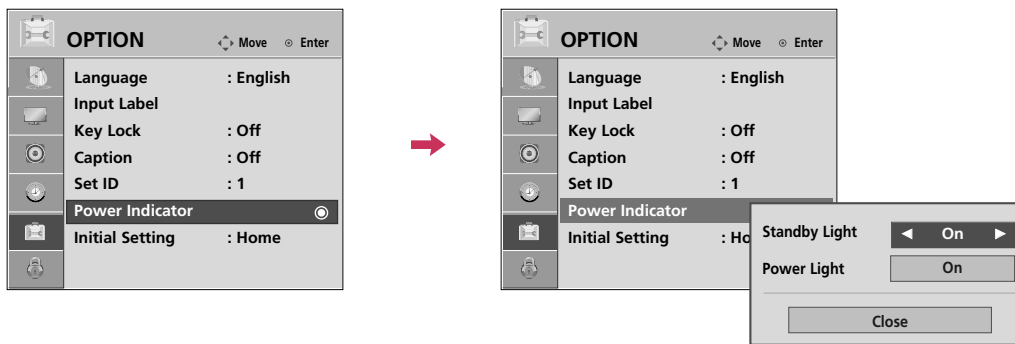 OPTION Move Enter
Language : English
Input Label
Key Lock : Off
Caption : Off
Set ID : 1
Power Indicator
Initial Setting : Home
OPTION Move Enter
Language : English
Input Label
Key Lock : Off
Caption : Off
Set ID : 1
Power Indicator
Initial Setting : Ho
Standby Light ◀ On ▶
Power Light On
Close